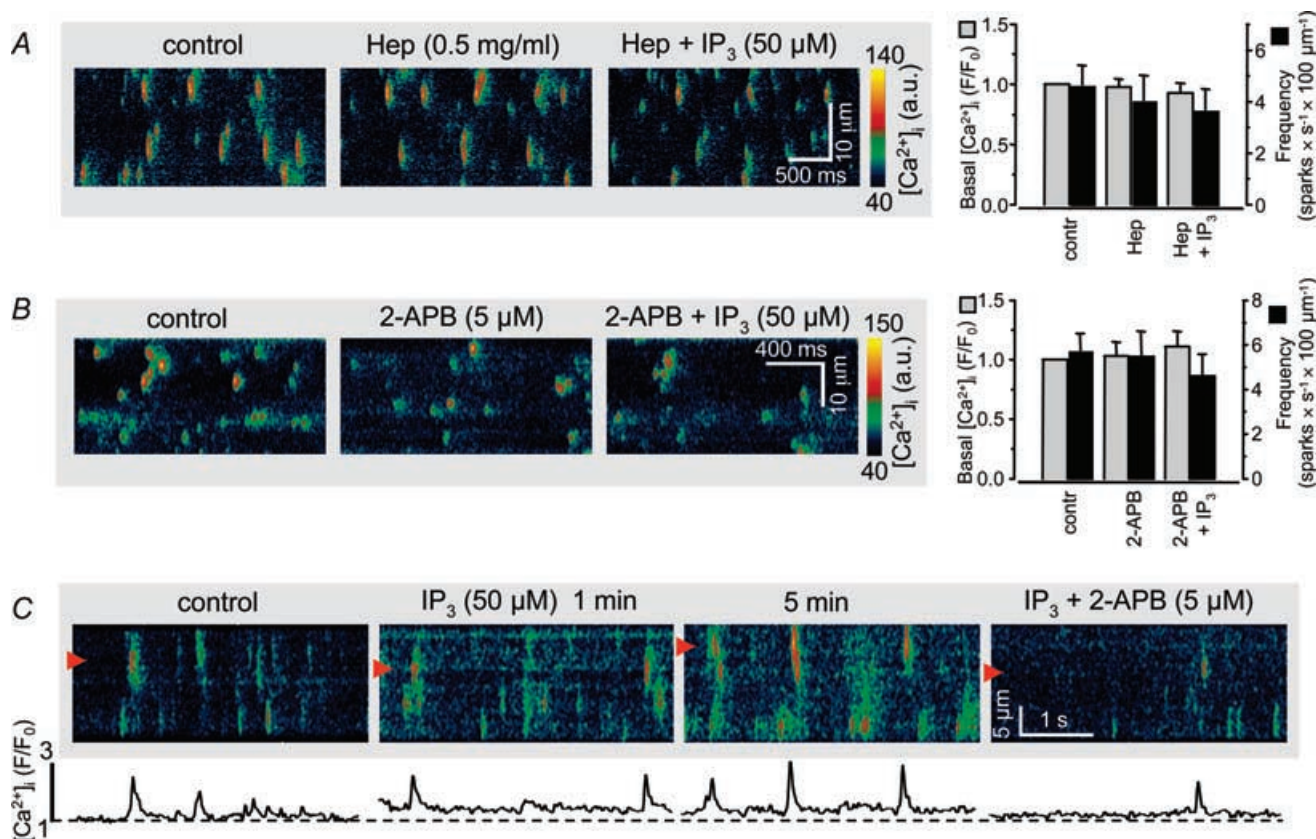 A
control
Hep (0.5 mg/ml)
Hep + IP₃ (50 µM)
140
[Ca²⁺]ᵢ (a.u.)
40
10 µm
500 ms
Basal [Ca²⁺]ᵢ (F/F₀)
1.5
1.0
0.5
0.0
6
4
2
0
Frequency
(sparks × s⁻¹ × 100 µm⁻¹)
contr
Hep
Hep
+ IP₃
B
control
2-APB (5 µM)
2-APB + IP₃ (50 µM)
150
[Ca²⁺]ᵢ (a.u.)
40
400 ms
10 µm
Basal [Ca²⁺]ᵢ (F/F₀)
1.5
1.0
0.5
0.0
8
6
4
2
0
Frequency
(sparks × s⁻¹ × 100 µm⁻¹)
contr
2-APB
2-APB
+ IP₃
C
control
IP₃ (50 µM) 1 min
5 min
IP₃ + 2-APB (5 µM)
5 µm
1 s
[Ca²⁺]ᵢ (F/F₀)
3
1